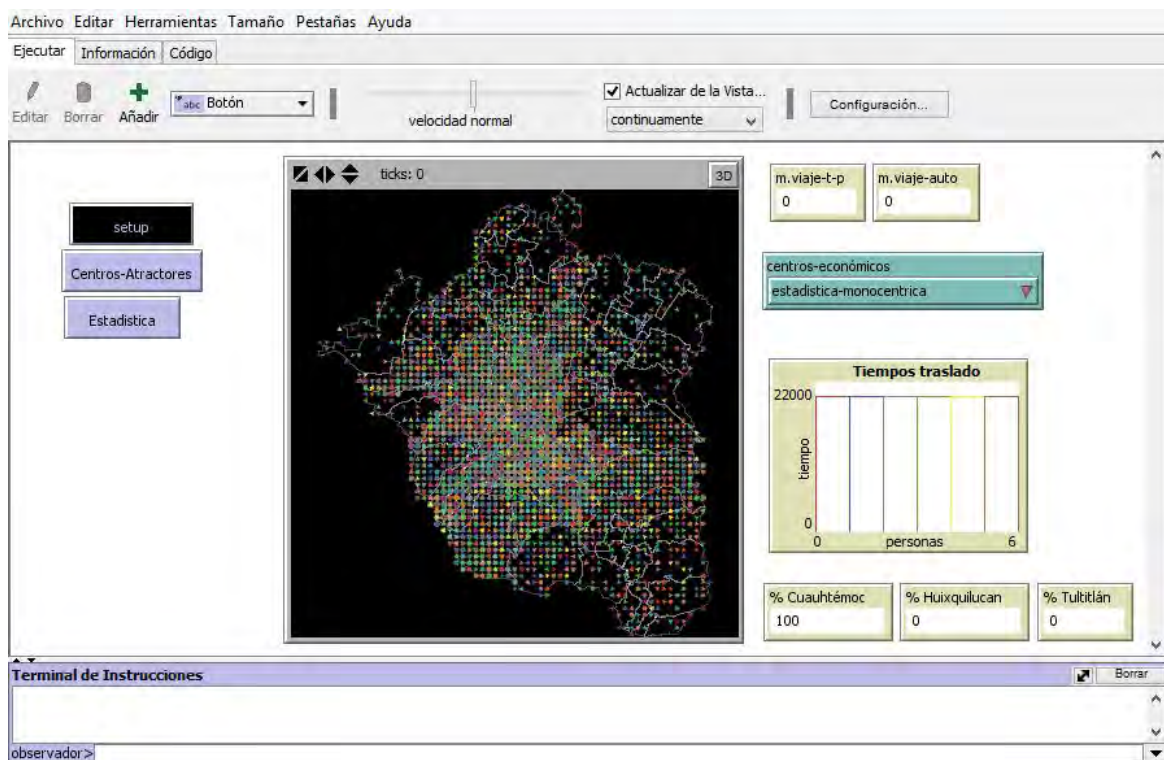 Archivo Editar Herramientas Tamaño Pestañas Ayuda
Ejecutar Información Código
Editar Borrar Añadir abc Botón velocidad normal Actualizar de la Vista... continuamente Configuración...
ticks: 0 3D
setup
Centros-Atractores
Estadistica
m.viaje-t-p m.viaje-auto
0 0
centros-económicos
estadistica-monocentrica
Tiempos traslado
22000
tiempo
0
0 personas 6
% Cuauhtémoc % Huixquilucan % Tultitlán
100 0 0
Terminal de Instrucciones Borrar
observador>